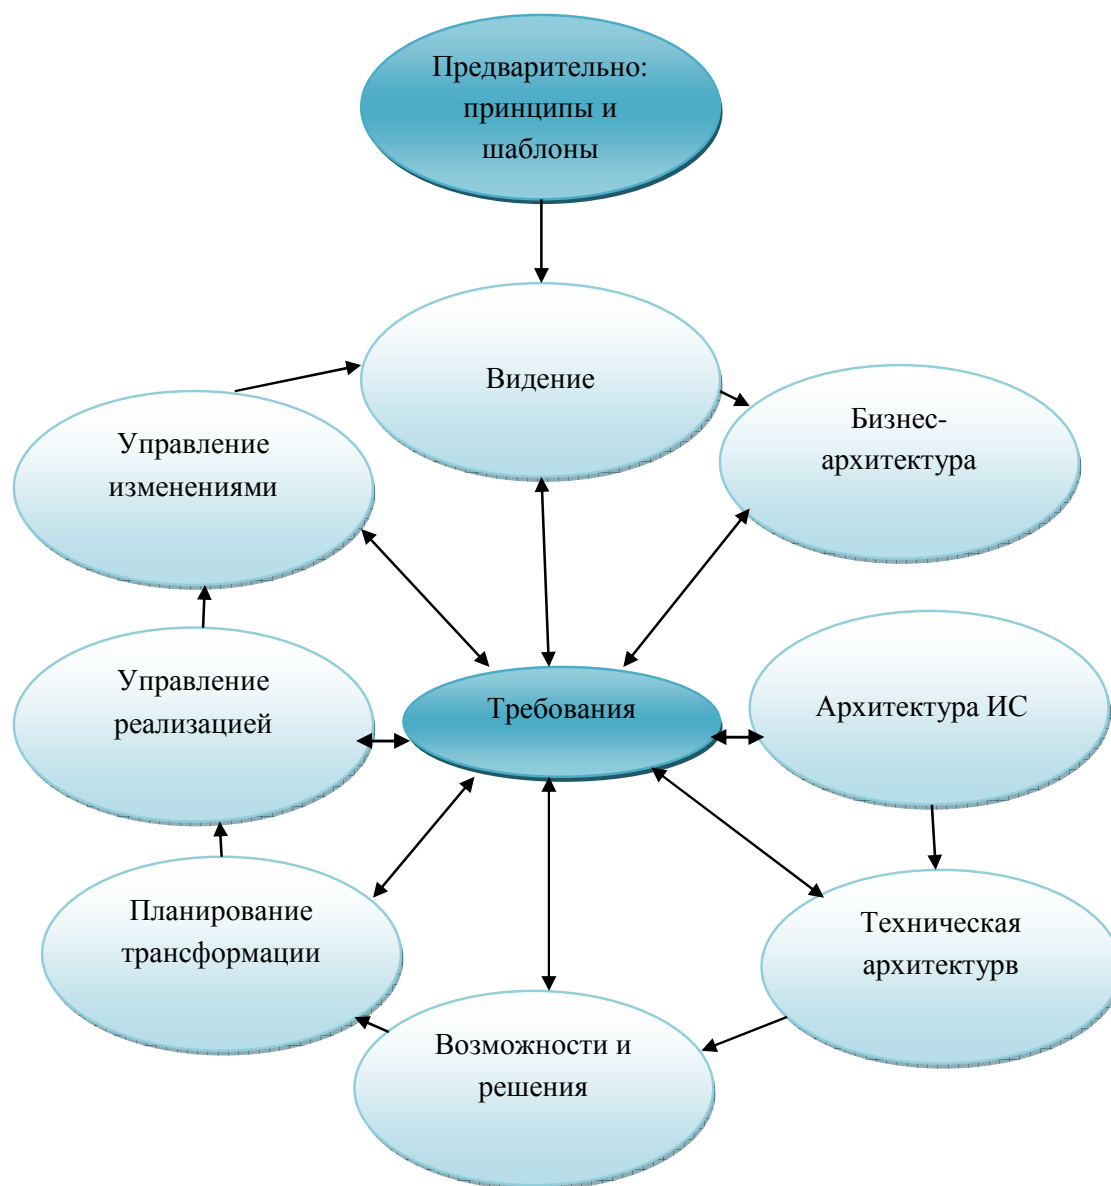 Предварительно:
принципы и
шаблоны
Видение
Бизнес-
архитектура
Управление
изменениями
Управление
реализацией
Требования
Архитектура ИС
Планирование
трансформации
Техническая
архитектурв
Возможности и
решения